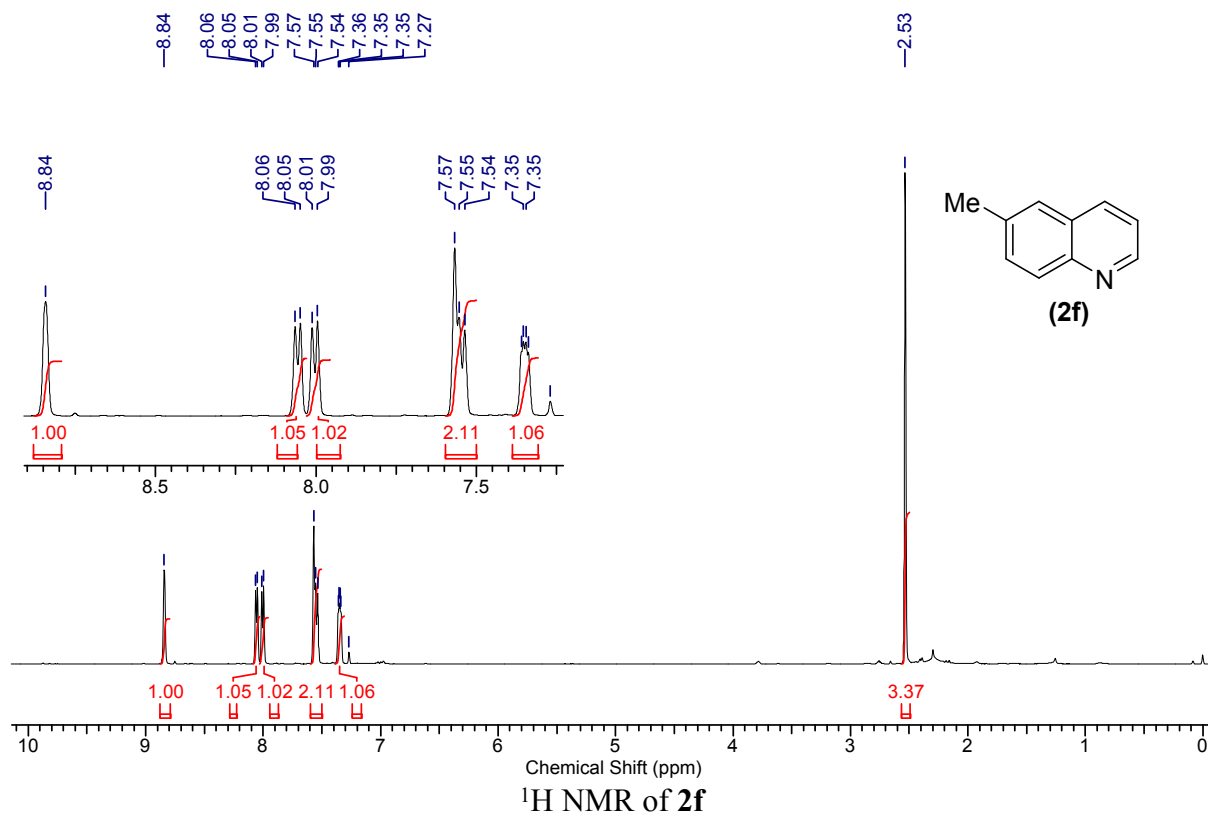 8.84 8.06 8.05 8.01 7.99 7.57 7.55 7.54 7.36 7.35 7.35 7.27 2.53
8.84 8.06 8.05 8.01 7.99 7.57 7.55 7.54 7.35 7.35
Me
N
(2f)
1.00 1.05 1.02 2.11 1.06
8.5 8.0 7.5
1.00 1.05 1.02 2.11 1.06 3.37
10 9 8 7 6 5 4 3 2 1 0
Chemical Shift (ppm)
¹H NMR of 2f